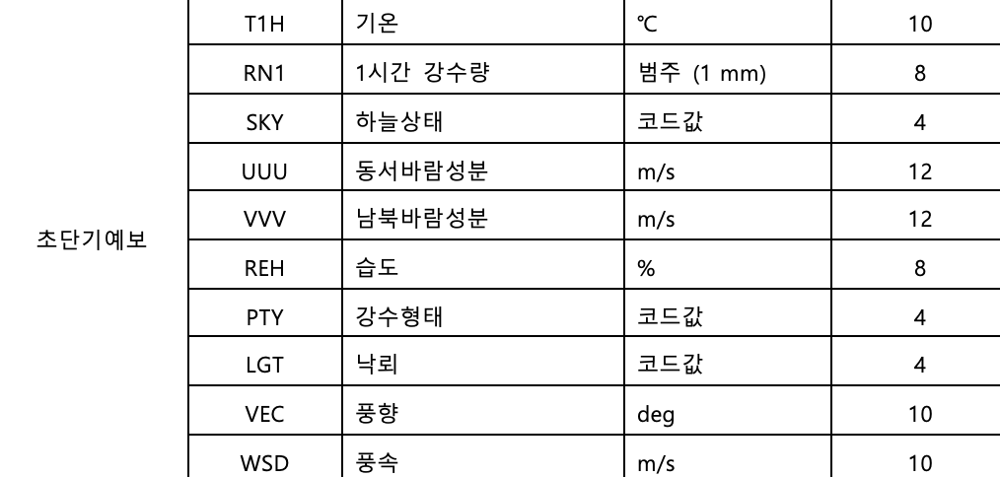 T1H 기온 ℃ 10
RN1 1시간 강수량 범주 (1 mm) 8
SKY 하늘상태 코드값 4
UUU 동서바람성분 m/s 12
VVV 남북바람성분 m/s 12
초단기예보
REH 습도 % 8
PTY 강수형태 코드값 4
LGT 낙뢰 코드값 4
VEC 풍향 deg 10
WSD 풍속 m/s 10